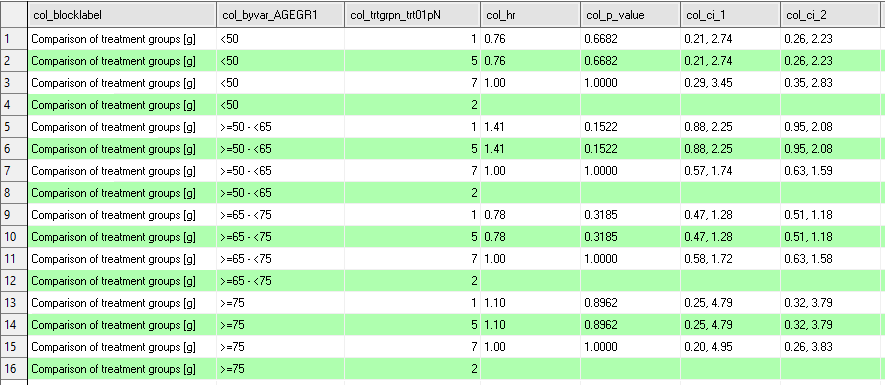 col_blocklabel col_byvar_AGEGR1 col_trtgrpn_trt01pN col_hr col_p_value col_ci_1 col_ci_2
1 Comparison of treatment groups [g] <50 1 0.76 0.6682 0.21, 2.74 0.26, 2.23
2 Comparison of treatment groups [g] <50 5 0.76 0.6682 0.21, 2.74 0.26, 2.23
3 Comparison of treatment groups [g] <50 7 1.00 1.0000 0.29, 3.45 0.35, 2.83
4 Comparison of treatment groups [g] <50 2
5 Comparison of treatment groups [g] >=50 - <65 1 1.41 0.1522 0.88, 2.25 0.95, 2.08
6 Comparison of treatment groups [g] >=50 - <65 5 1.41 0.1522 0.88, 2.25 0.95, 2.08
7 Comparison of treatment groups [g] >=50 - <65 7 1.00 1.0000 0.57, 1.74 0.63, 1.59
8 Comparison of treatment groups [g] >=50 - <65 2
9 Comparison of treatment groups [g] >=65 - <75 1 0.78 0.3185 0.47, 1.28 0.51, 1.18
10 Comparison of treatment groups [g] >=65 - <75 5 0.78 0.3185 0.47, 1.28 0.51, 1.18
11 Comparison of treatment groups [g] >=65 - <75 7 1.00 1.0000 0.58, 1.72 0.63, 1.58
12 Comparison of treatment groups [g] >=65 - <75 2
13 Comparison of treatment groups [g] >=75 1 1.10 0.8962 0.25, 4.79 0.32, 3.79
14 Comparison of treatment groups [g] >=75 5 1.10 0.8962 0.25, 4.79 0.32, 3.79
15 Comparison of treatment groups [g] >=75 7 1.00 1.0000 0.20, 4.95 0.26, 3.83
16 Comparison of treatment groups [g] >=75 2